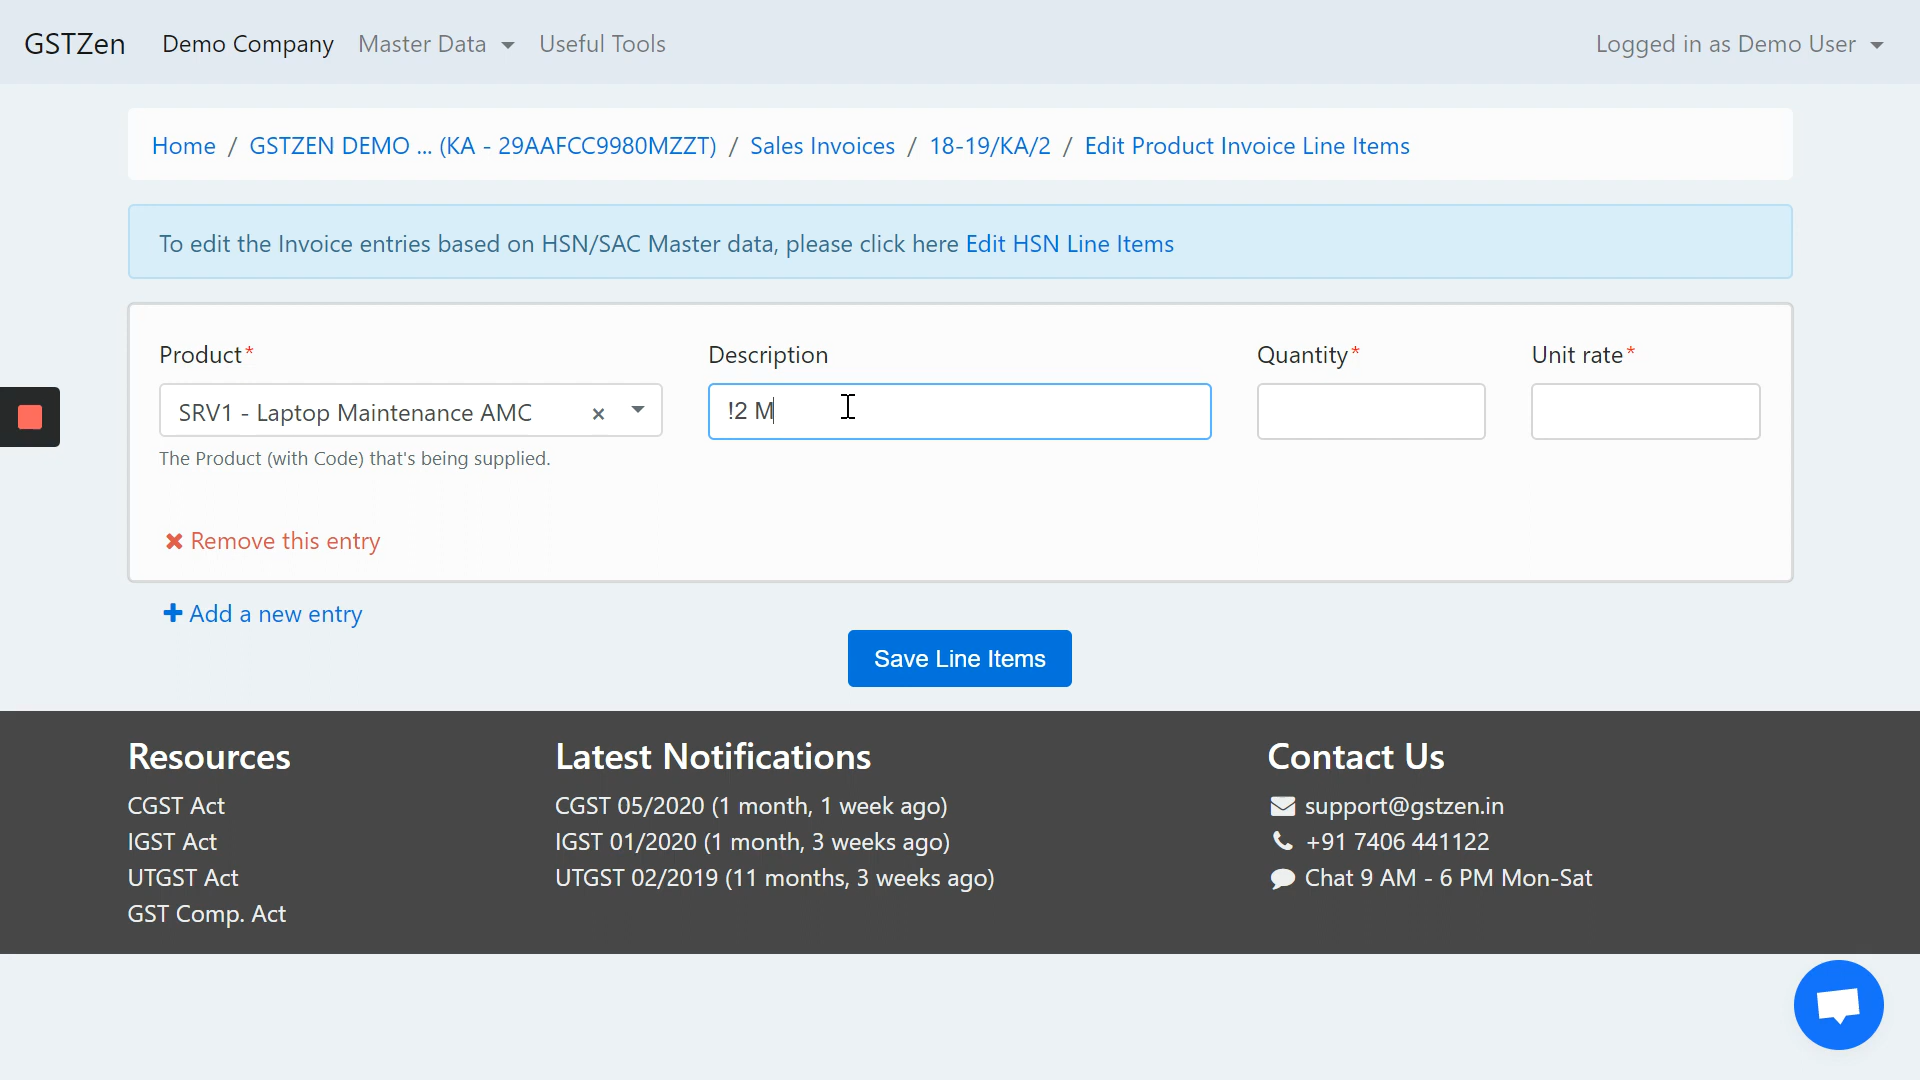 GSTZen Demo Company Master Data Useful Tools Logged in as Demo User
Home / GSTZEN DEMO ... (KA - 29AAFCC9980MZZT) / Sales Invoices / 18-19/KA/2 / Edit Product Invoice Line Items
To edit the Invoice entries based on HSN/SAC Master data, please click here Edit HSN Line Items
Product* Description Quantity* Unit rate*
SRV1 - Laptop Maintenance AMC × !2 M
The Product (with Code) that's being supplied.
Remove this entry
Add a new entry
Save Line Items
Resources Latest Notifications Contact Us
CGST Act CGST 05/2020 (1 month, 1 week ago) support@gstzen.in
IGST Act IGST 01/2020 (1 month, 3 weeks ago) +91 7406 441122
UTGST Act UTGST 02/2019 (11 months, 3 weeks ago) Chat 9 AM - 6 PM Mon-Sat
GST Comp. Act